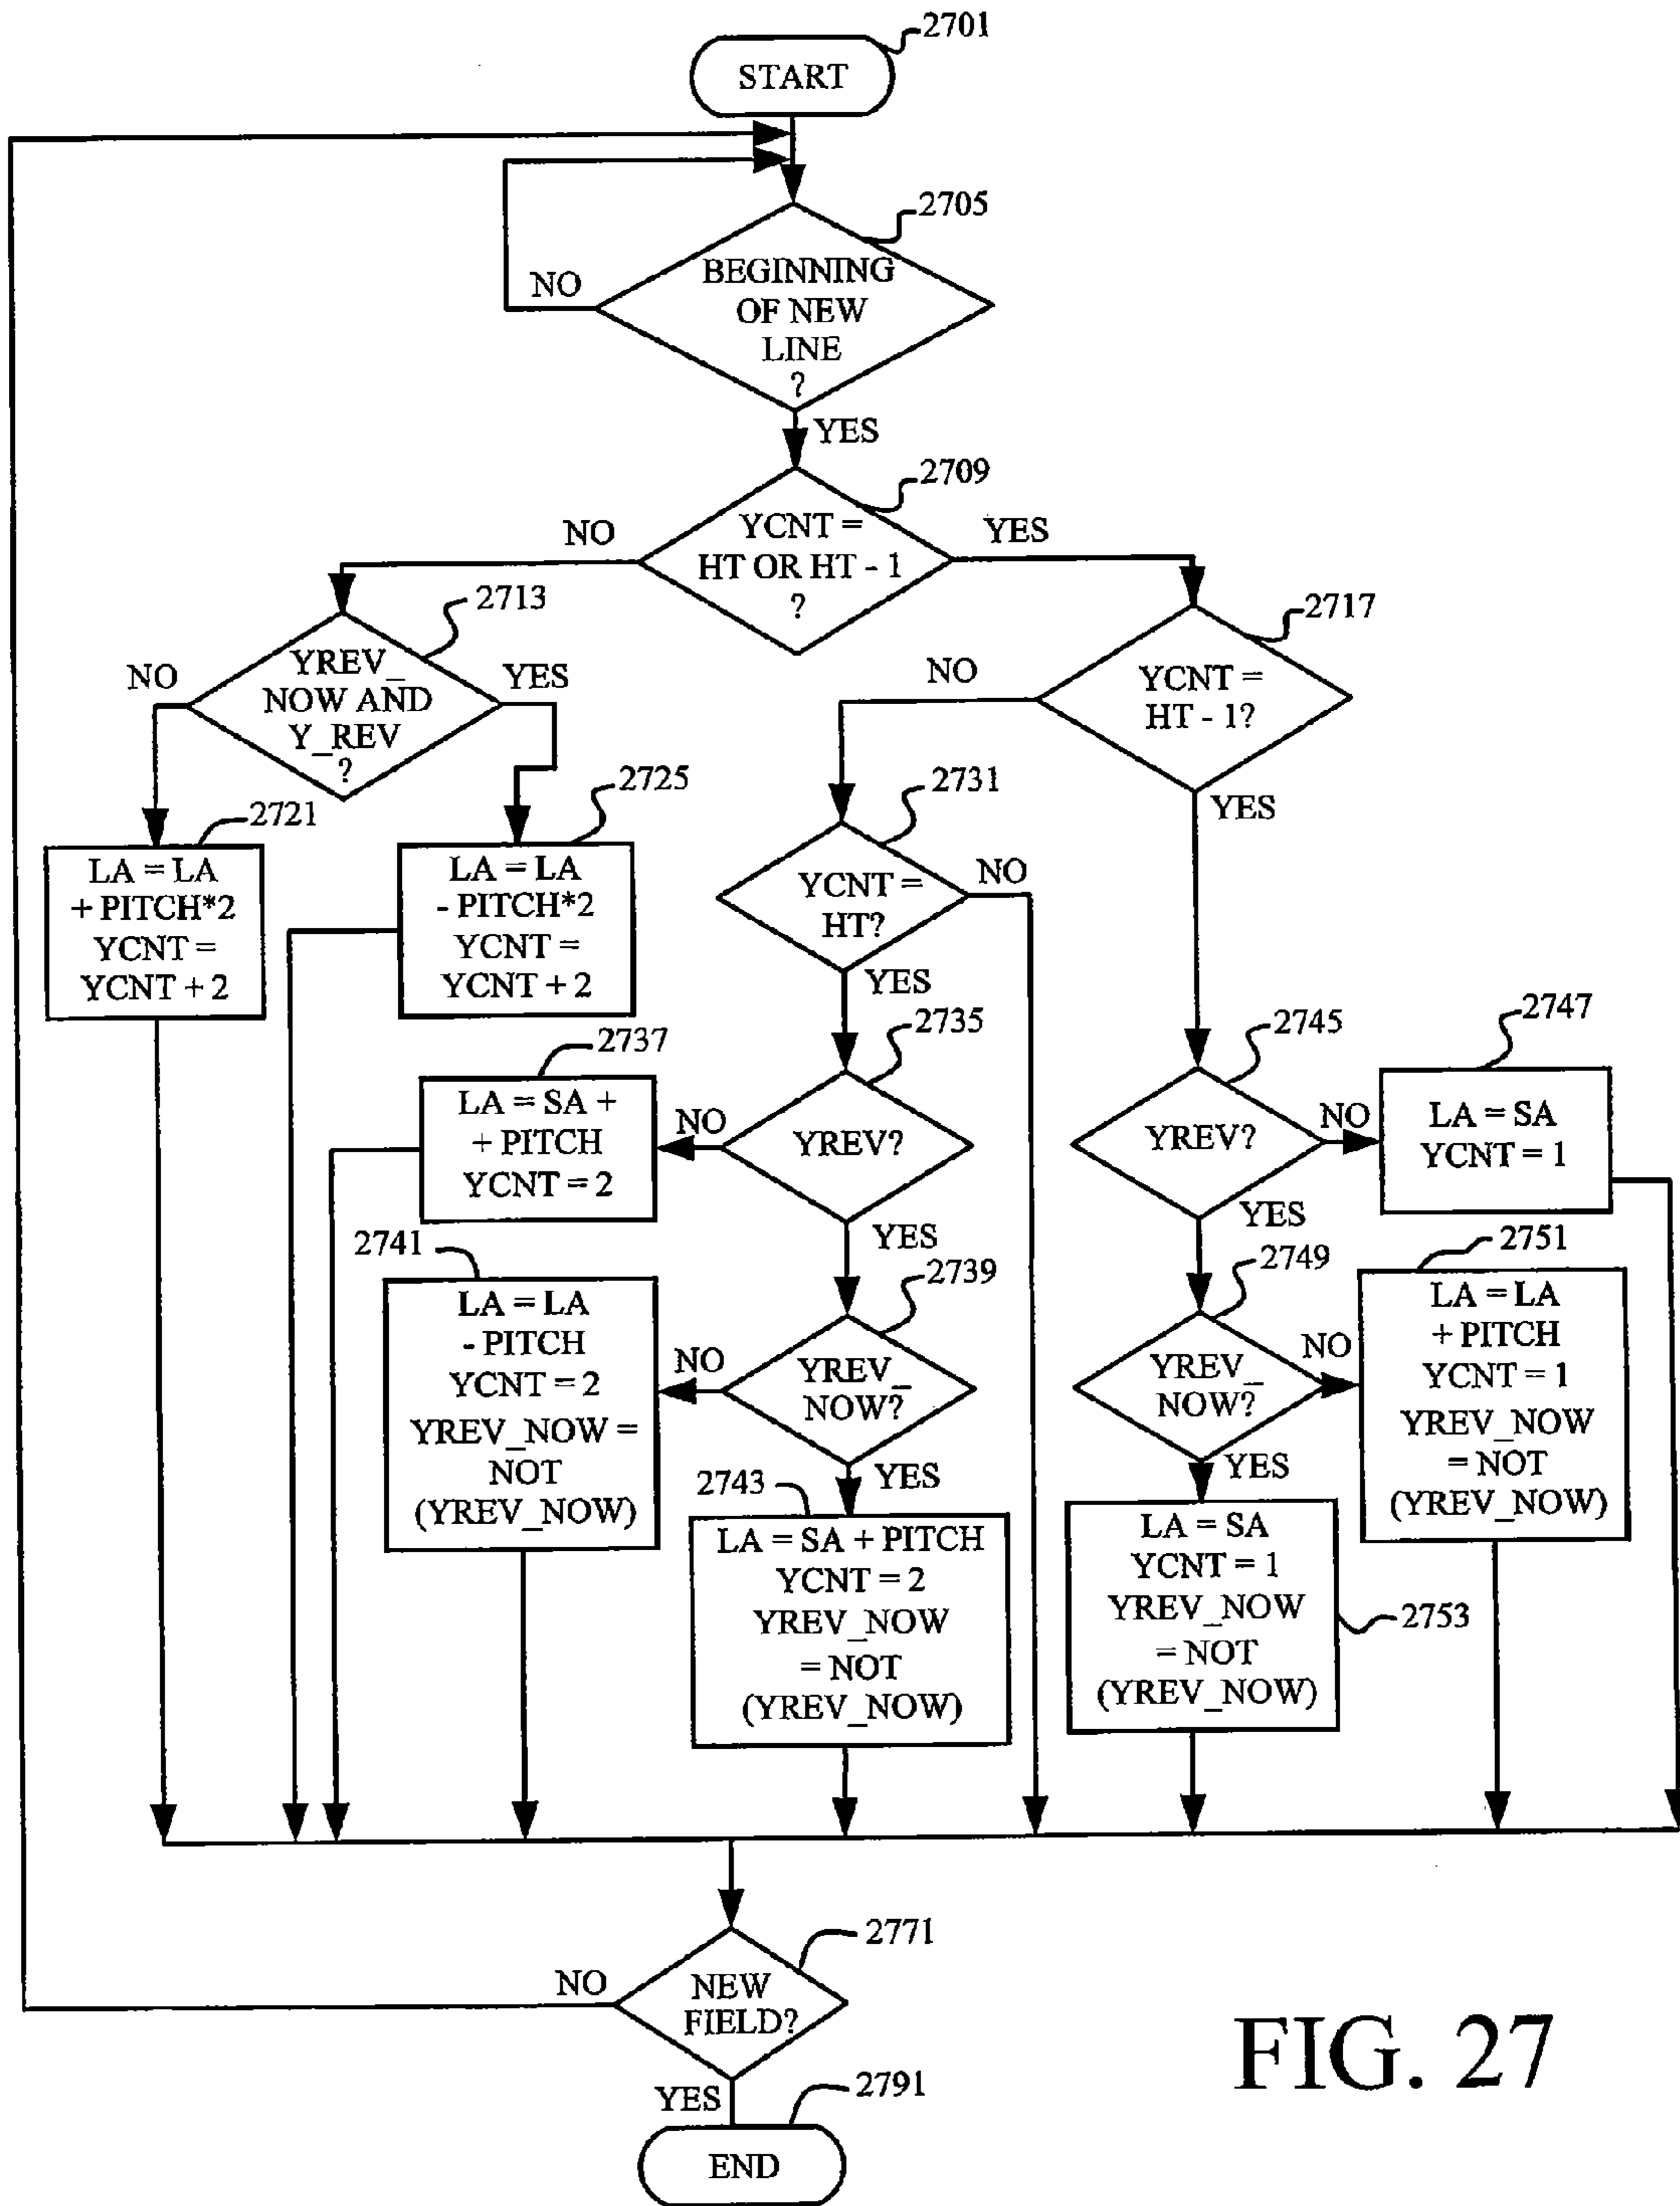 2701
START
2705
BEGINNING
OF NEW
LINE
?
NO
YES
2709
YCNT =
HT OR HT - 1
?
NO
YES
2713
YREV_
NOW AND
Y_REV
?
NO
YES
2717
YCNT =
HT - 1?
NO
YES
2721
LA = LA
+ PITCH*2
YCNT =
YCNT + 2
2725
LA = LA
- PITCH*2
YCNT =
YCNT + 2
2731
YCNT =
HT?
NO
YES
2735
YREV?
NO
YES
2737
LA = SA +
+ PITCH
YCNT = 2
2745
YREV?
NO
YES
2747
LA = SA
YCNT = 1
2741
LA = LA
- PITCH
YCNT = 2
YREV_NOW =
NOT
(YREV_NOW)
2739
YREV_
NOW?
NO
YES
2749
YREV_
NOW?
NO
YES
2751
LA = LA
+ PITCH
YCNT = 1
YREV_NOW
= NOT
(YREV_NOW)
2743
LA = SA + PITCH
YCNT = 2
YREV_NOW
= NOT
(YREV_NOW)
LA = SA
YCNT = 1
YREV_NOW
= NOT
(YREV_NOW)
2753
2771
NEW
FIELD?
NO
YES
2791
END
FIG. 27